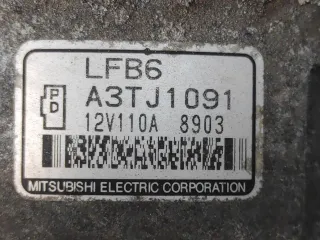 LFB6
P
D
A3TJ1091
12V110A 8903
MITSUBISHI ELECTRIC CORPORATION